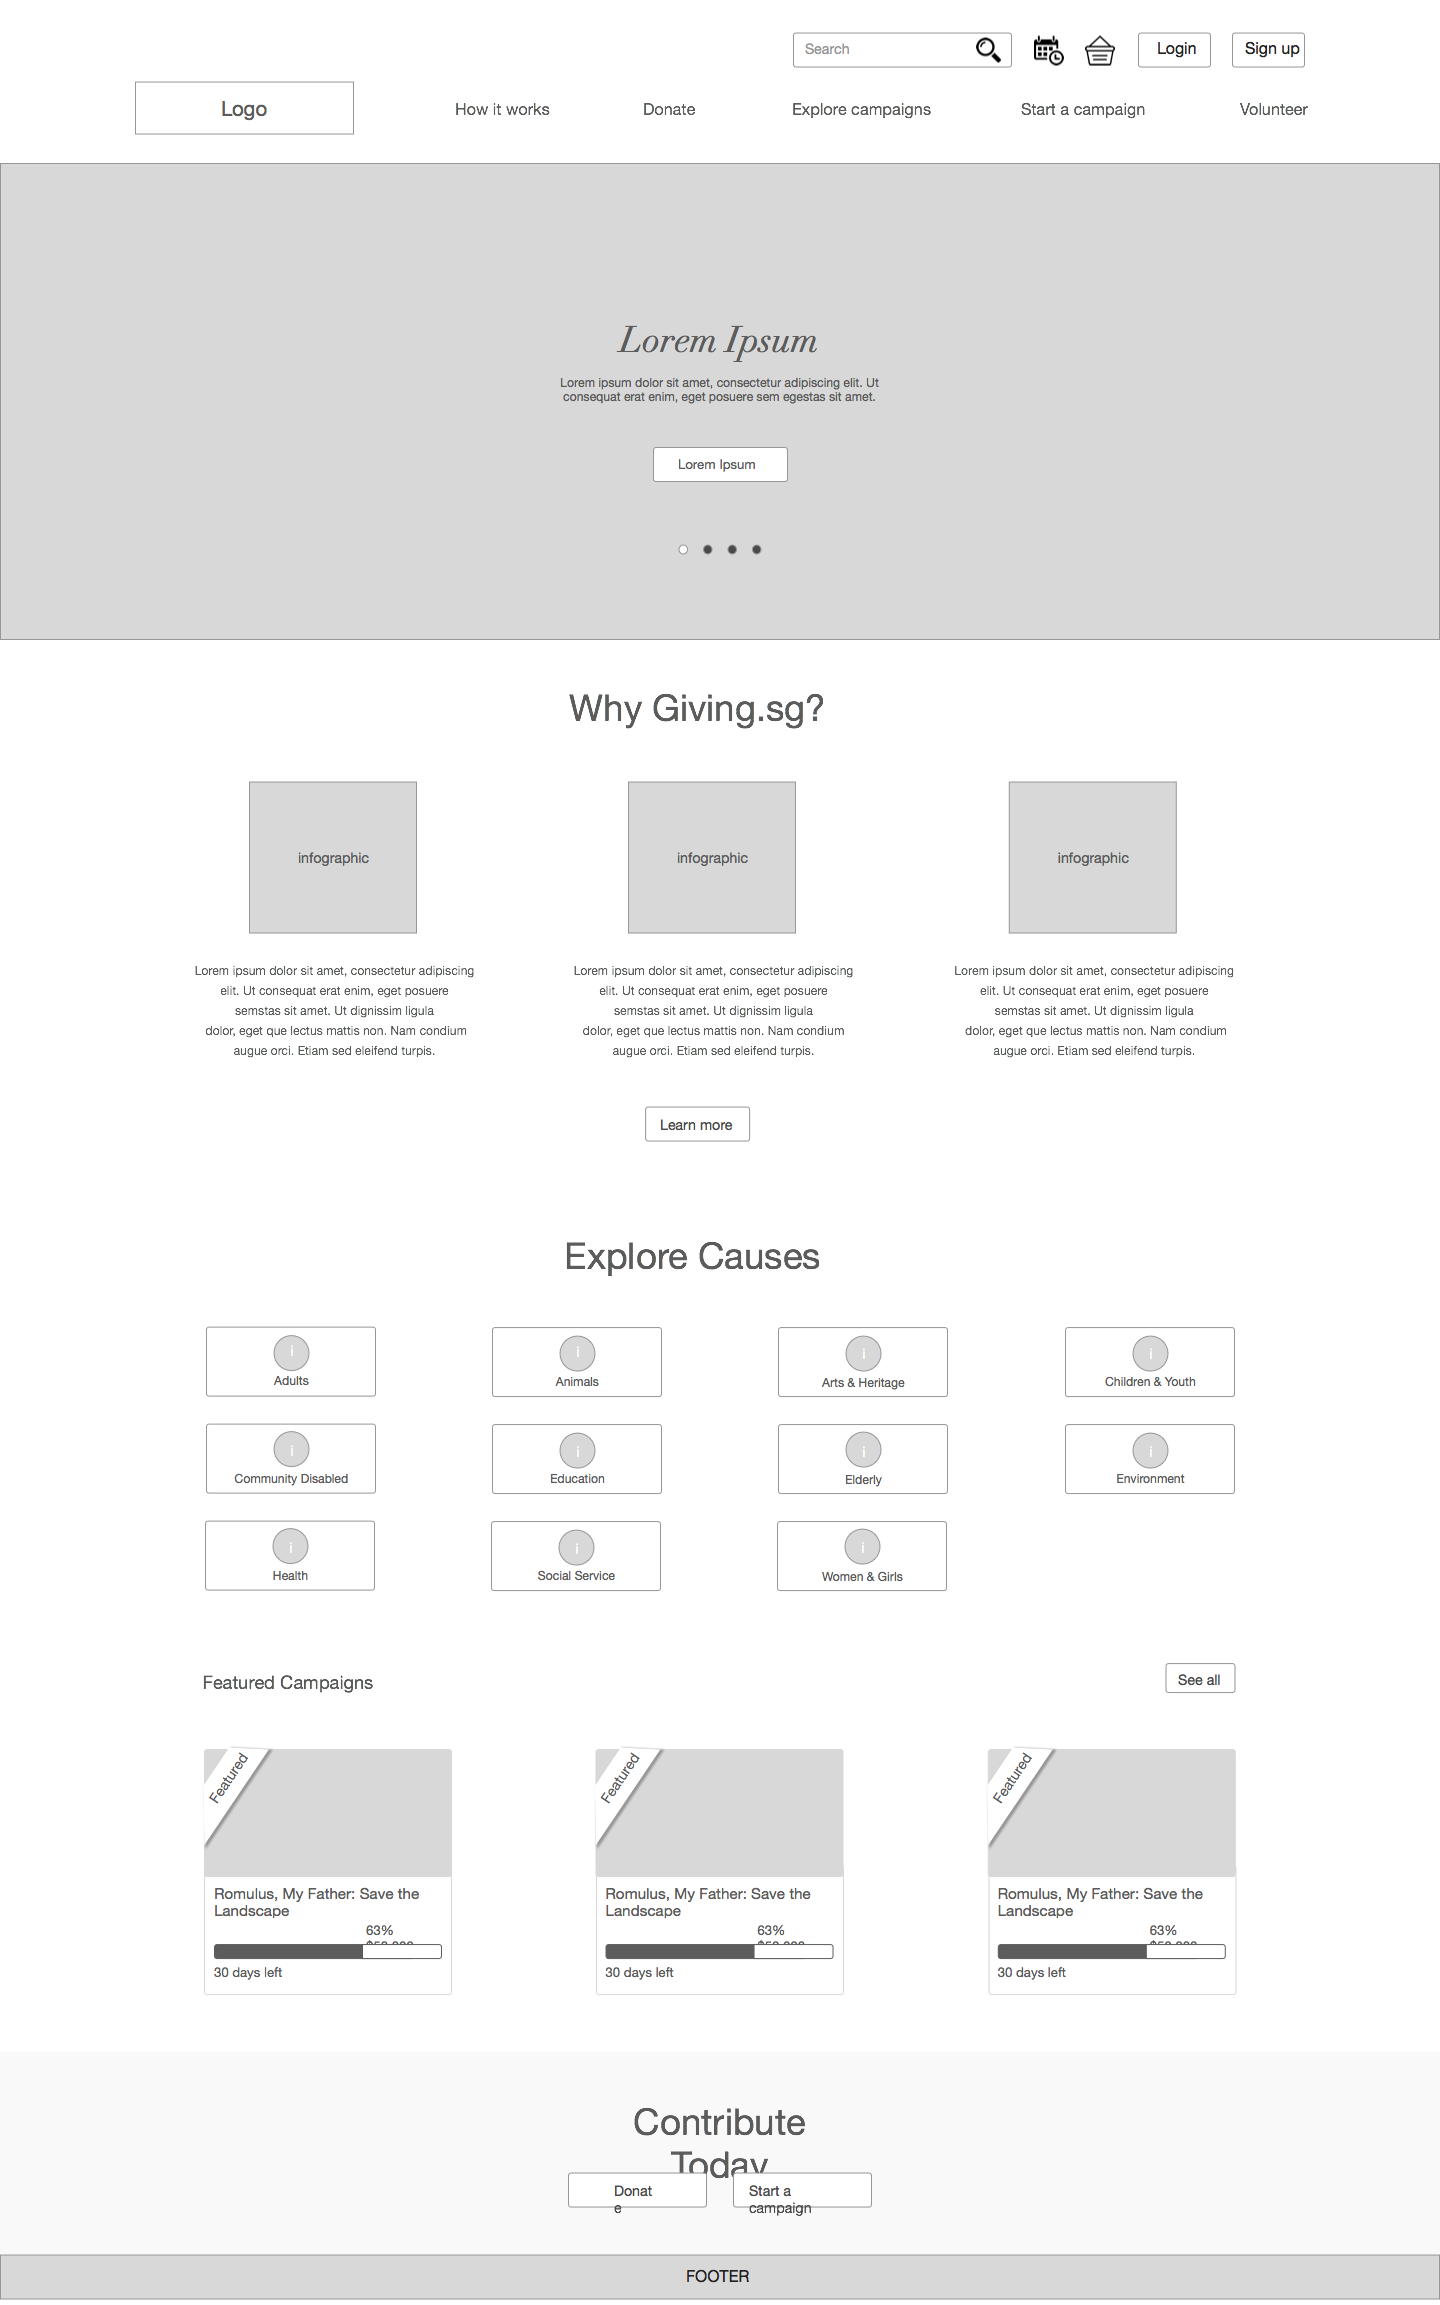 Search
Login
Sign up
Logo
How it works
Donate
Explore campaigns
Start a campaign
Volunteer
Lorem Ipsum
Lorem ipsum dolor sit amet, consectetur adipiscing elit. Ut
consequat erat enim, eget posuere sem egestas sit amet.
Lorem Ipsum
Why Giving.sg?
infographic
infographic
infographic
Lorem ipsum dolor sit amet, consectetur adipiscing
elit. Ut consequat erat enim, eget posuere
semstas sit amet. Ut dignissim ligula
dolor, eget que lectus mattis non. Nam condium
augue orci. Etiam sed eleifend turpis.
Lorem ipsum dolor sit amet, consectetur adipiscing
elit. Ut consequat erat enim, eget posuere
semstas sit amet. Ut dignissim ligula
dolor, eget que lectus mattis non. Nam condium
augue orci. Etiam sed eleifend turpis.
Lorem ipsum dolor sit amet, consectetur adipiscing
elit. Ut consequat erat enim, eget posuere
semstas sit amet. Ut dignissim ligula
dolor, eget que lectus mattis non. Nam condium
augue orci. Etiam sed eleifend turpis.
Learn more
Explore Causes
i
Adults
i
Animals
i
Arts & Heritage
i
Children & Youth
i
Community Disabled
i
Education
i
Elderly
i
Environment
i
Health
i
Social Service
i
Women & Girls
Featured Campaigns
See all
Featured
Romulus, My Father: Save the
Landscape
63%
30 days left
Featured
Romulus, My Father: Save the
Landscape
63%
30 days left
Featured
Romulus, My Father: Save the
Landscape
63%
30 days left
Contribute
Today
Donat
e
Start a
campaign
FOOTER